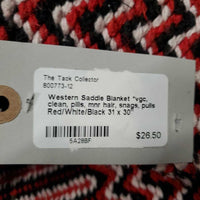 The Tack Collector
800773-12
Western Saddle Blanket *vgc,
clean, pills, mnr hair, snags, pulls
Red/White/Black 31 x 30"
$26.50
5A28BF